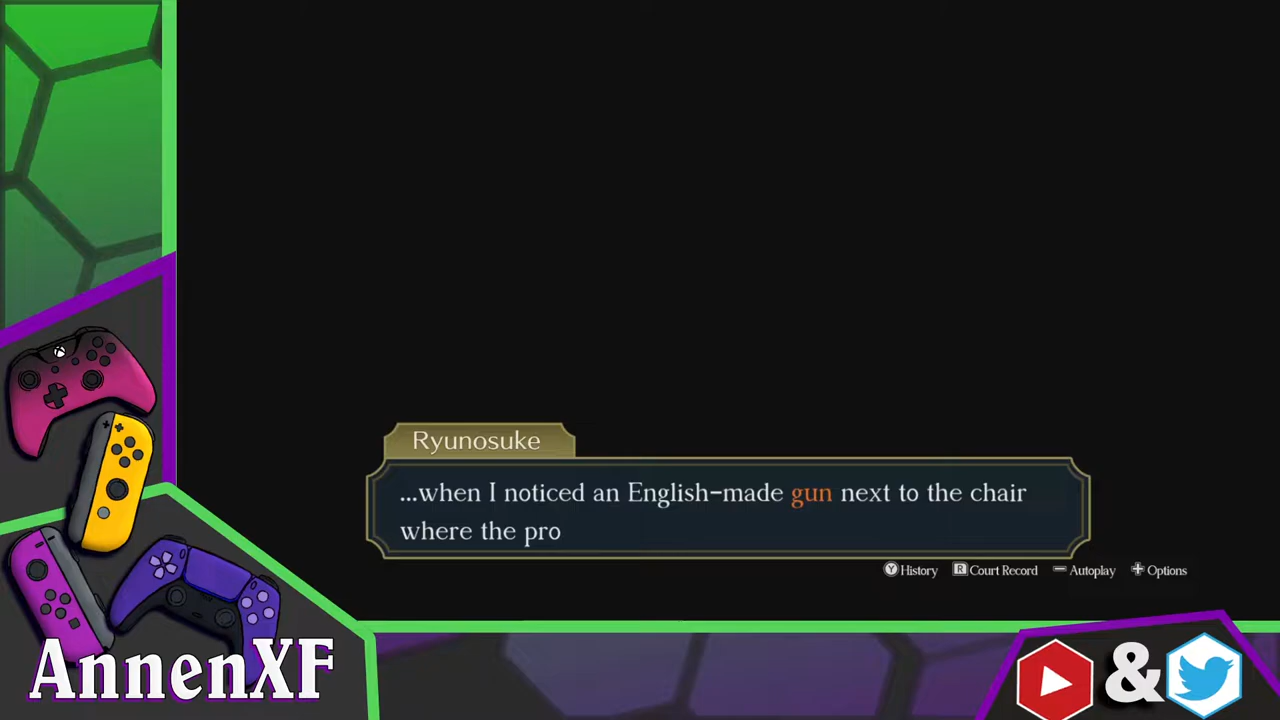 Ryunosuke
...when I noticed an English-made gun next to the chair
where the pro
Y History R Court Record − Autoplay + Options
AnnenXF
&